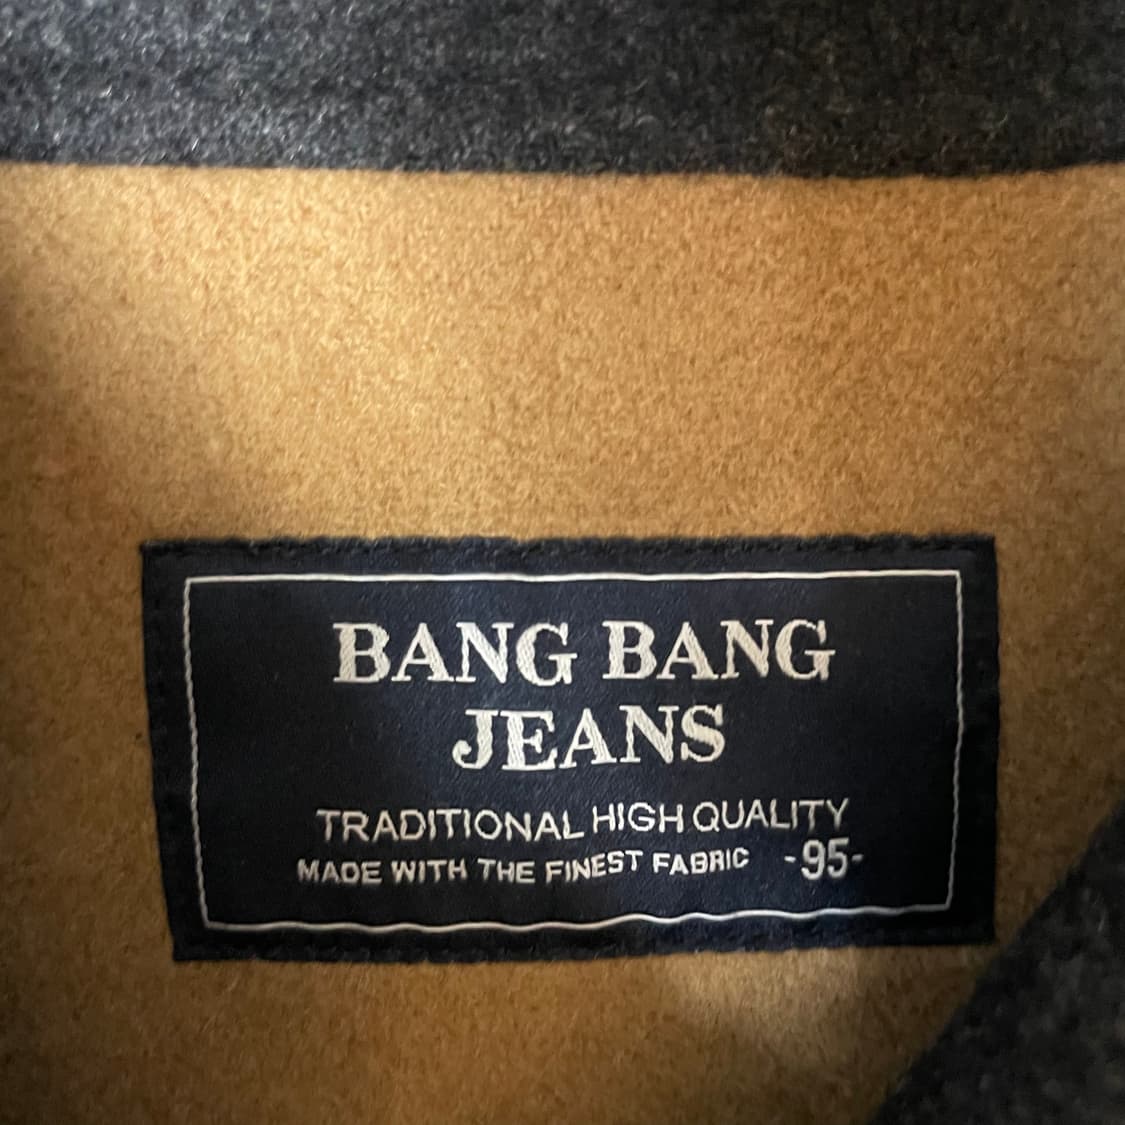 BANG BANG
JEANS
TRADITIONAL HIGH QUALITY
MADE WITH THE FINEST FABRIC -95-